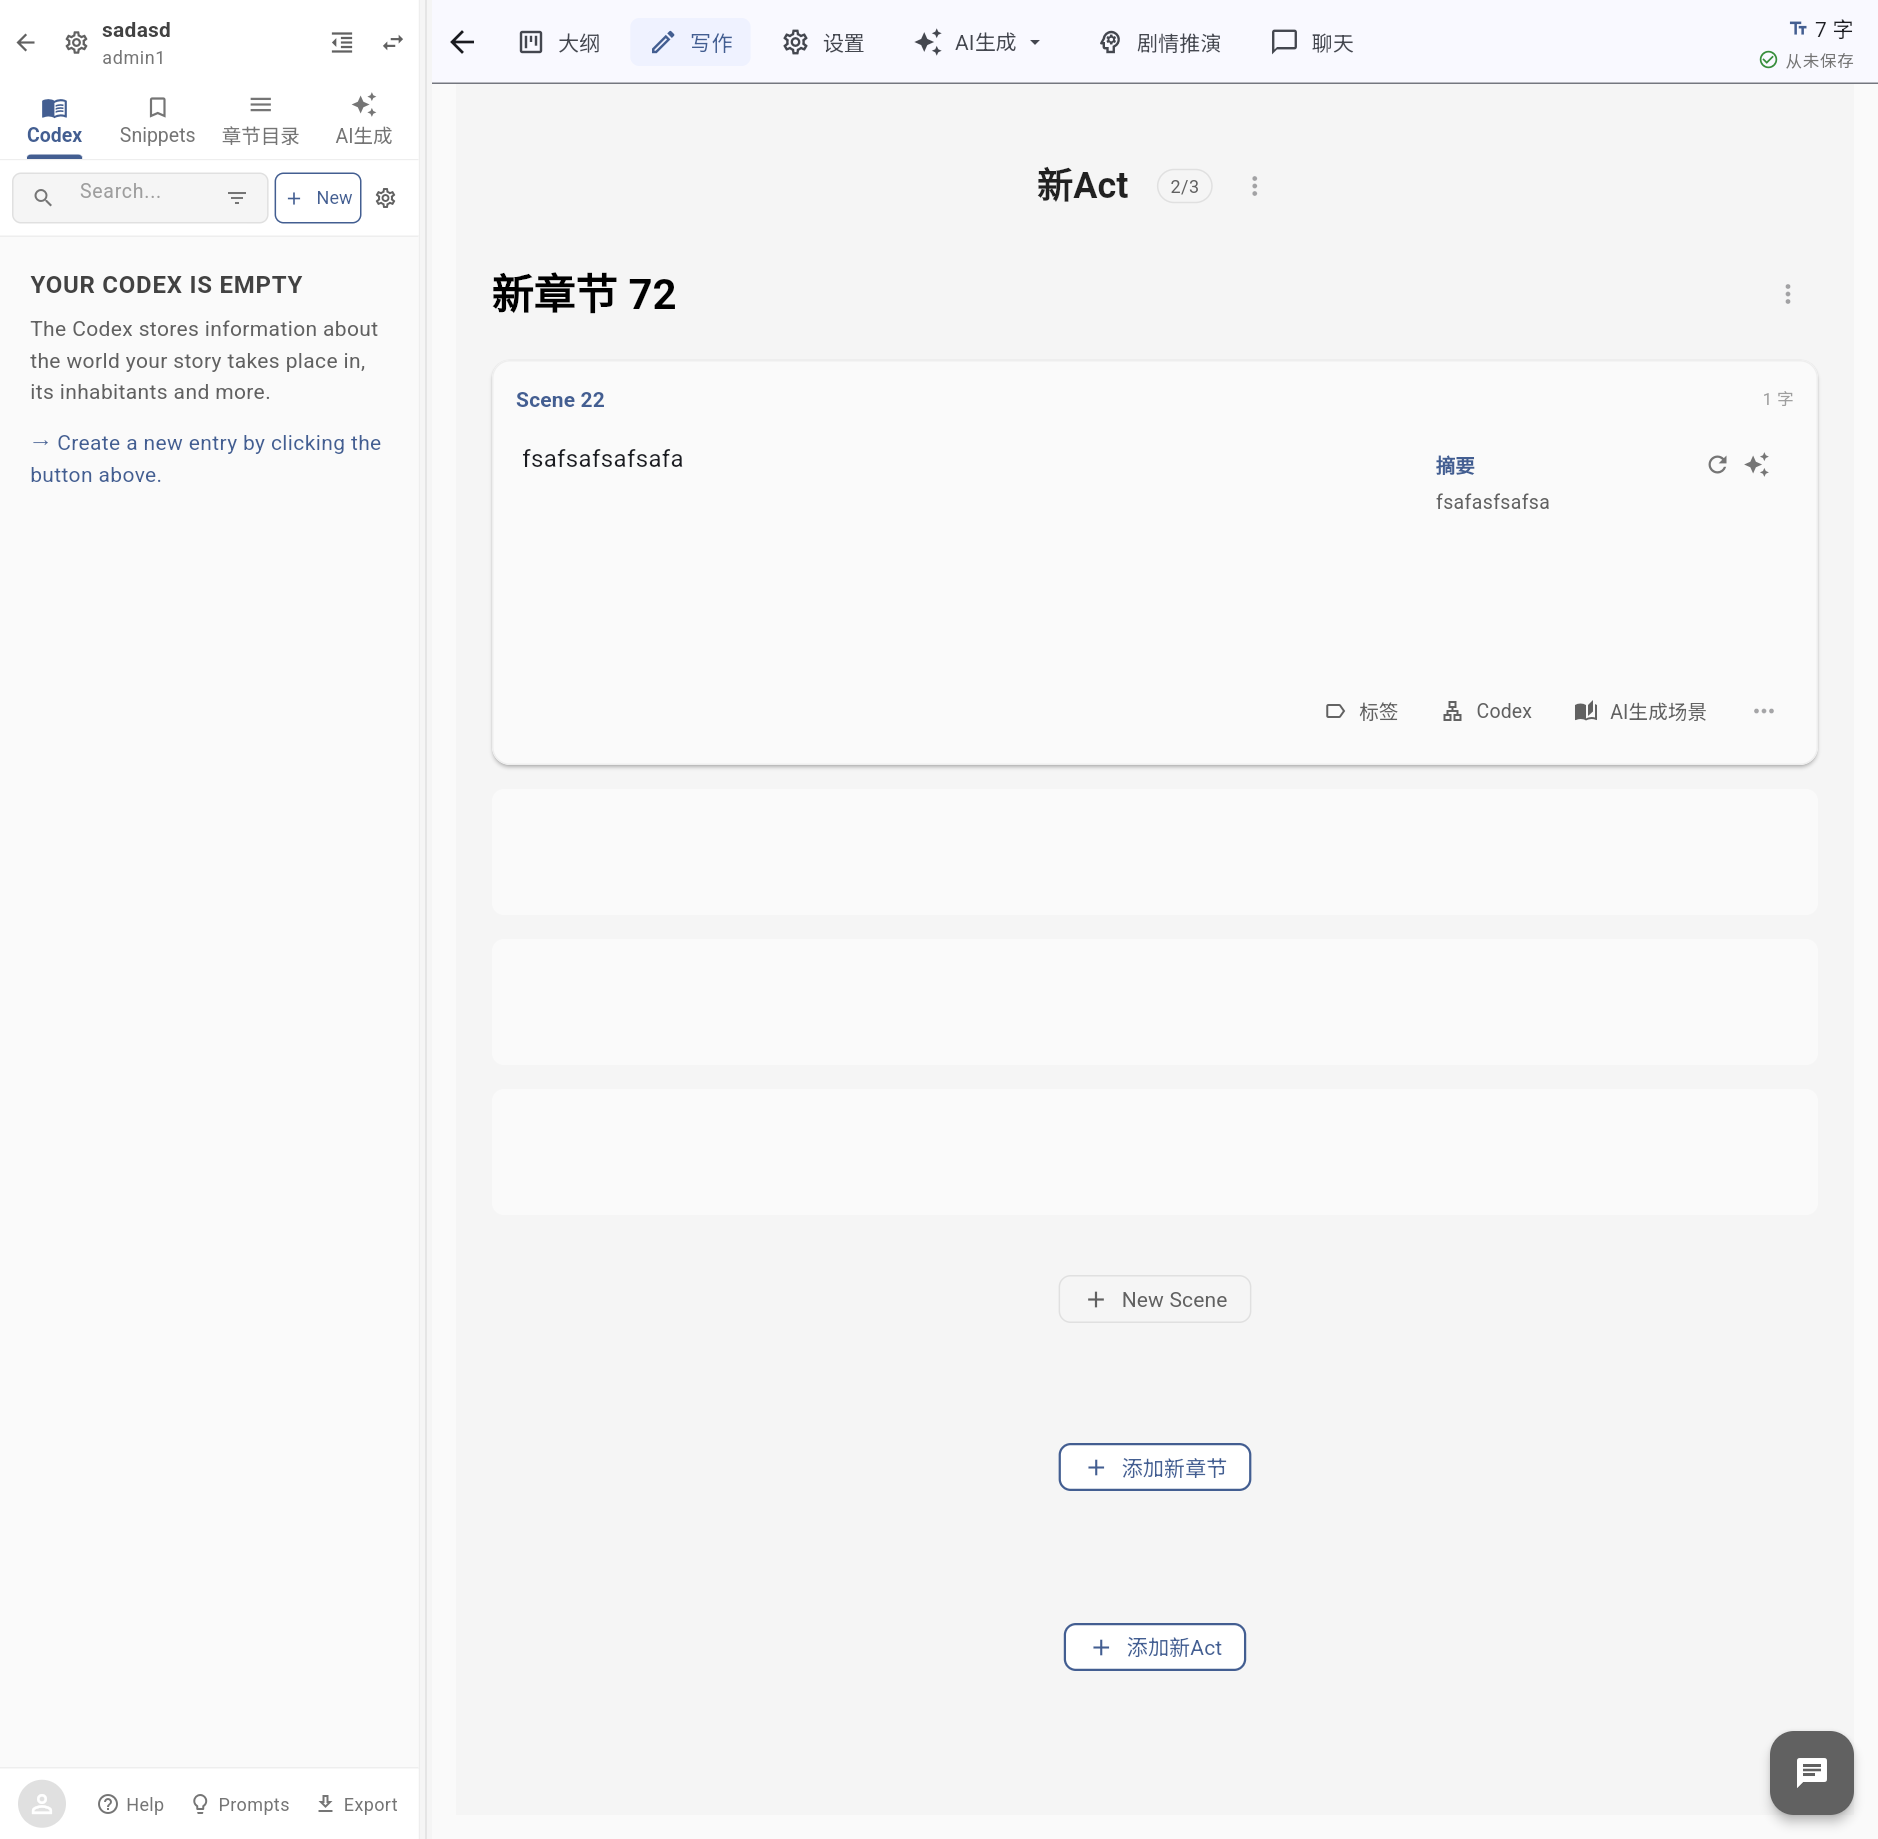 sadasd
admin1
Codex
Snippets
章节目录
AI生成
Search...
New
YOUR CODEX IS EMPTY
The Codex stores information about
the world your story takes place in,
its inhabitants and more.
→ Create a new entry by clicking the
button above.
Help
Prompts
Export
大纲
写作
设置
AI生成
剧情推演
聊天
7 字
从未保存
新Act
2/3
新章节 72
Scene 22
1 字
fsafsafsafsafa
摘要
fsafasfsafsa
标签
Codex
AI生成场景
New Scene
添加新章节
添加新Act